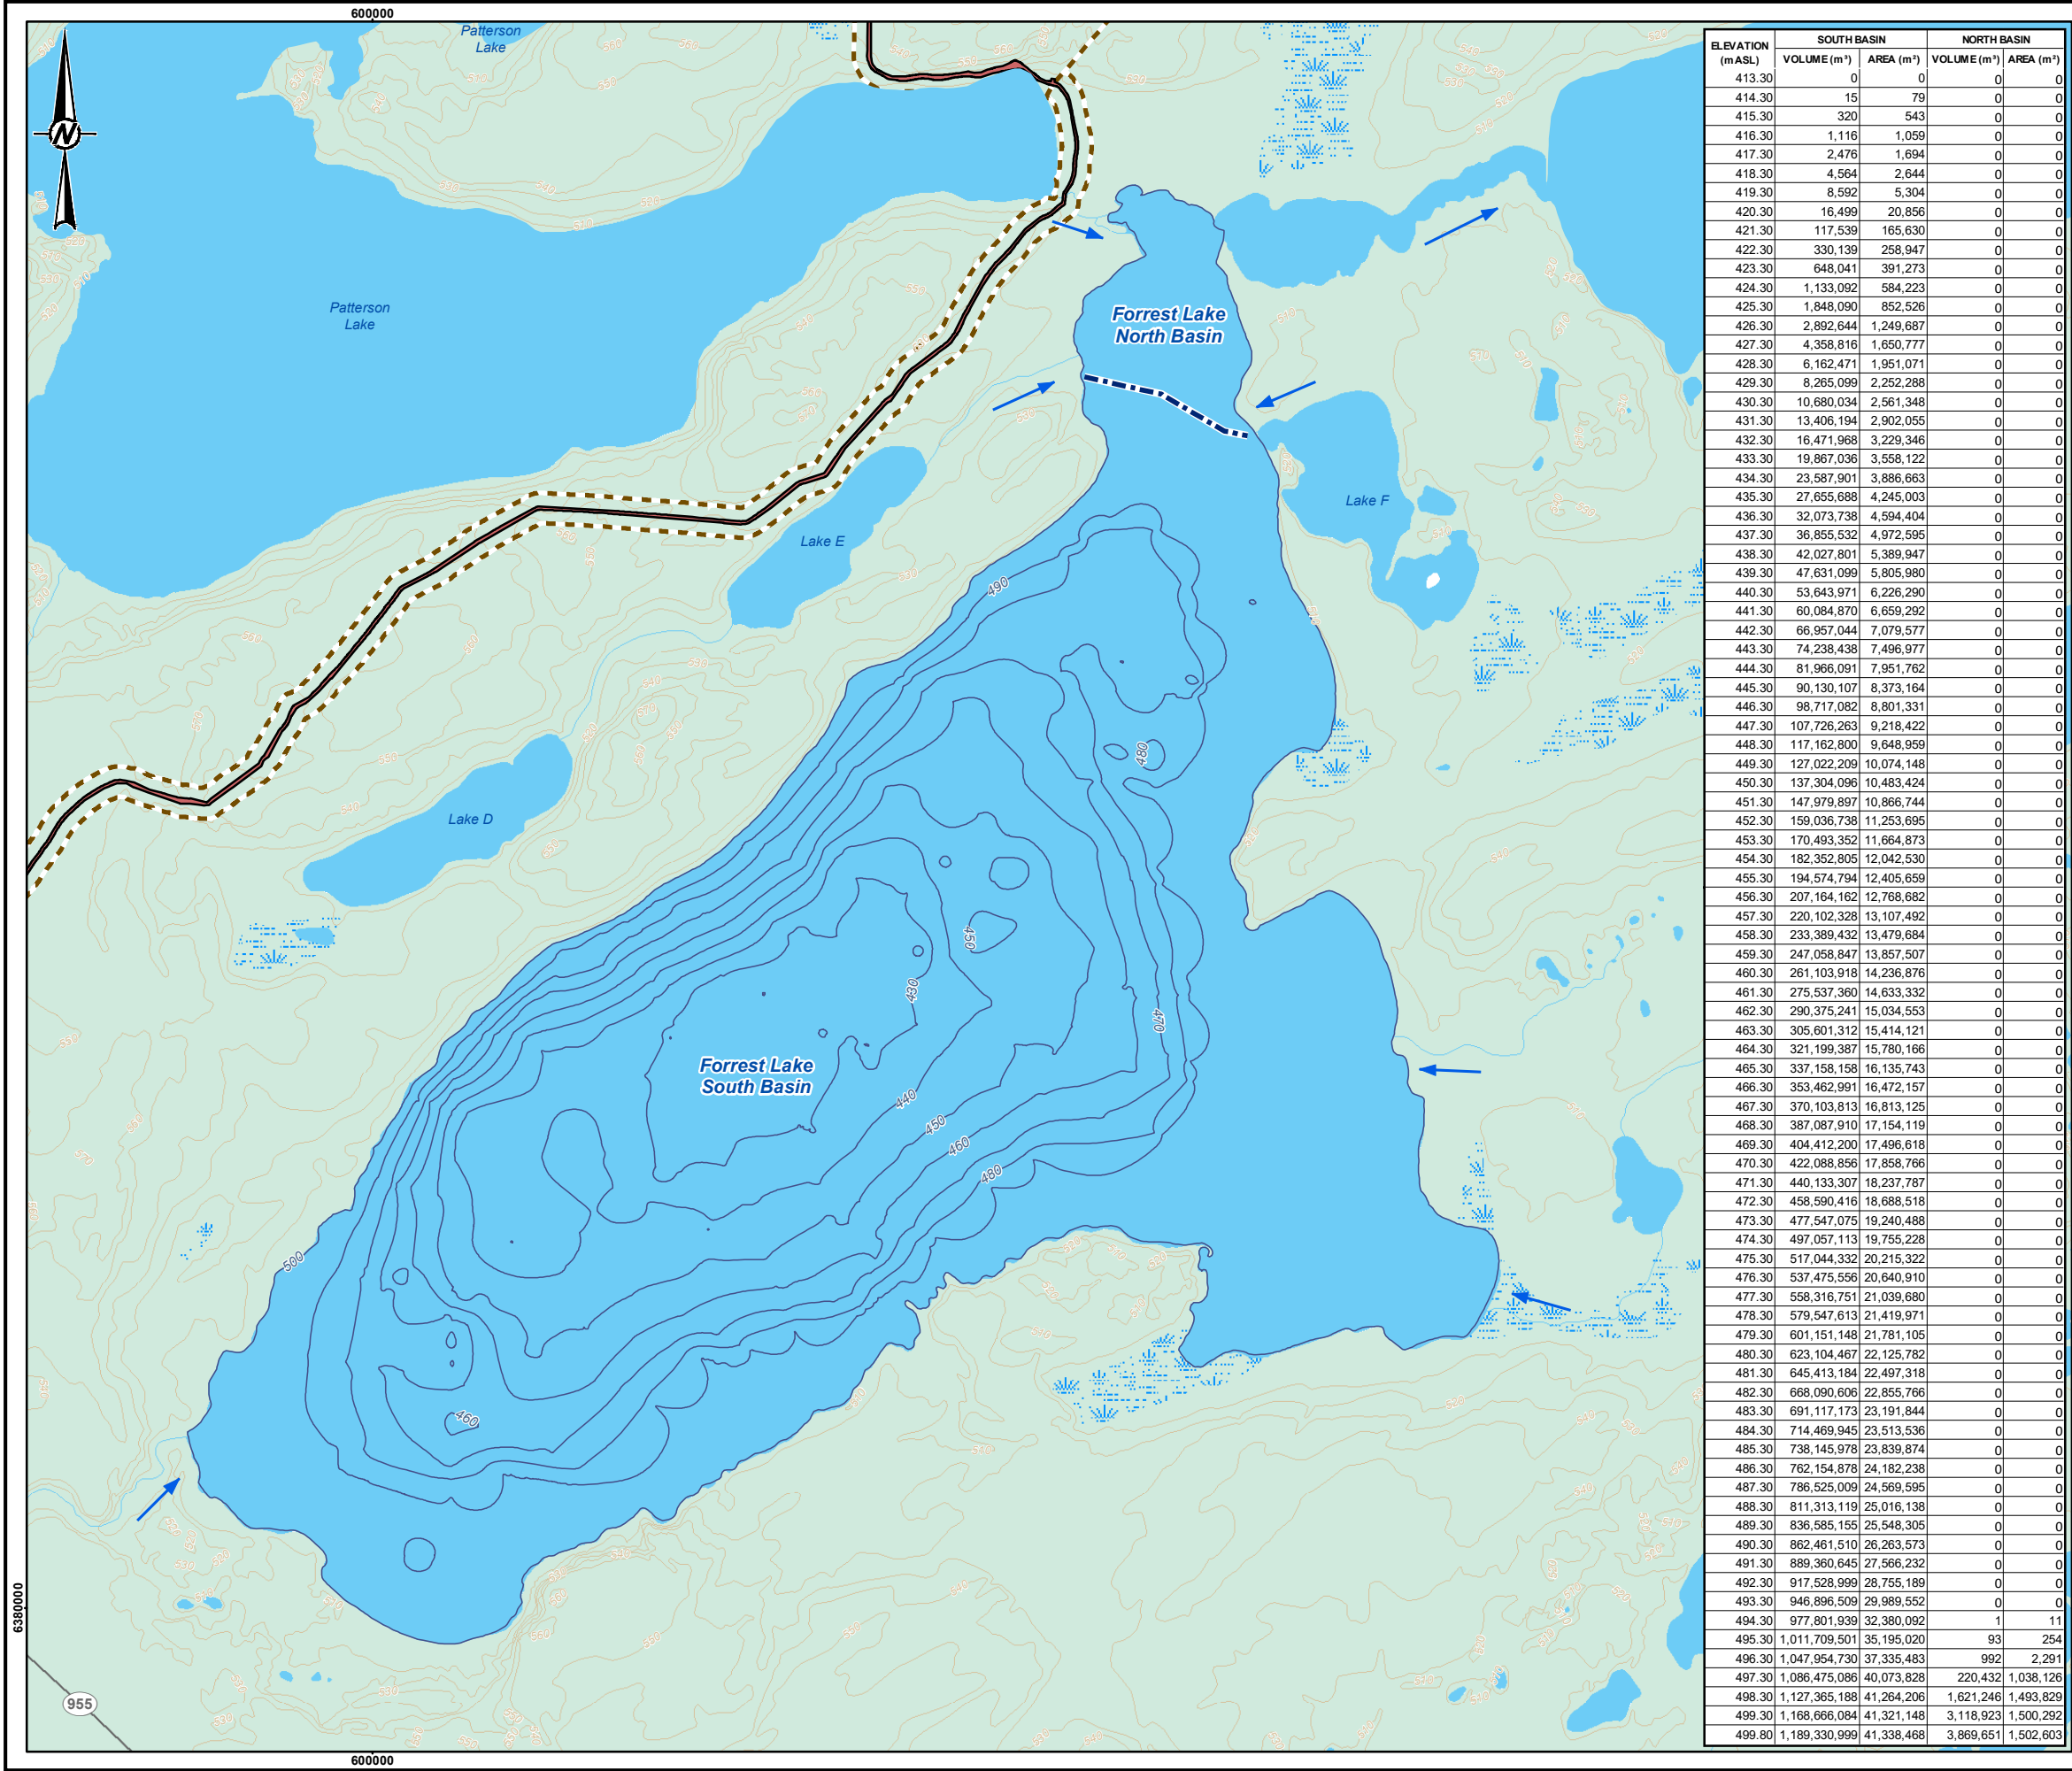 600000
Patterson
Lake
Patterson
Lake
N
Forrest Lake
North Basin
Lake F
Lake E
Lake D
490
480
450
430
470
Forrest Lake
South Basin
440
450
460
480
500
460
6380000
955
600000
ELEVATION (mASL) SOUTH BASIN NORTH BASIN
VOLUME (m³) AREA (m²) VOLUME (m³) AREA (m²)
413.30 0 0 0 0
414.30 15 79 0 0
415.30 320 543 0 0
416.30 1,116 1,059 0 0
417.30 2,476 1,694 0 0
418.30 4,564 2,644 0 0
419.30 8,592 5,304 0 0
420.30 16,499 20,856 0 0
421.30 117,539 165,630 0 0
422.30 330,139 258,947 0 0
423.30 648,041 391,273 0 0
424.30 1,133,092 584,223 0 0
425.30 1,848,090 852,526 0 0
426.30 2,892,644 1,249,687 0 0
427.30 4,358,816 1,650,777 0 0
428.30 6,162,471 1,951,071 0 0
429.30 8,265,099 2,252,288 0 0
430.30 10,680,034 2,561,348 0 0
431.30 13,406,194 2,902,055 0 0
432.30 16,471,968 3,229,346 0 0
433.30 19,867,036 3,558,122 0 0
434.30 23,587,901 3,886,663 0 0
435.30 27,655,688 4,245,003 0 0
436.30 32,073,738 4,594,404 0 0
437.30 36,855,532 4,972,595 0 0
438.30 42,027,801 5,389,947 0 0
439.30 47,631,099 5,805,980 0 0
440.30 53,643,971 6,226,290 0 0
441.30 60,084,870 6,659,292 0 0
442.30 66,957,044 7,079,577 0 0
443.30 74,238,438 7,496,977 0 0
444.30 81,966,091 7,951,762 0 0
445.30 90,130,107 8,373,164 0 0
446.30 98,717,082 8,801,331 0 0
447.30 107,726,263 9,218,422 0 0
448.30 117,162,800 9,648,959 0 0
449.30 127,022,209 10,074,148 0 0
450.30 137,304,096 10,483,424 0 0
451.30 147,979,897 10,866,744 0 0
452.30 159,036,738 11,253,695 0 0
453.30 170,493,352 11,664,873 0 0
454.30 182,352,805 12,042,530 0 0
455.30 194,574,794 12,405,659 0 0
456.30 207,164,162 12,768,682 0 0
457.30 220,102,328 13,107,492 0 0
458.30 233,389,432 13,479,684 0 0
459.30 247,058,847 13,857,507 0 0
460.30 261,103,918 14,236,876 0 0
461.30 275,537,360 14,633,332 0 0
462.30 290,375,241 15,034,553 0 0
463.30 305,601,312 15,414,121 0 0
464.30 321,199,387 15,780,166 0 0
465.30 337,158,158 16,135,743 0 0
466.30 353,462,991 16,472,157 0 0
467.30 370,103,813 16,813,125 0 0
468.30 387,087,910 17,154,119 0 0
469.30 404,412,200 17,496,618 0 0
470.30 422,088,856 17,858,766 0 0
471.30 440,133,307 18,237,787 0 0
472.30 458,590,416 18,688,518 0 0
473.30 477,547,075 19,240,488 0 0
474.30 497,057,113 19,755,228 0 0
475.30 517,044,332 20,215,322 0 0
476.30 537,475,556 20,640,910 0 0
477.30 558,316,751 21,039,680 0 0
478.30 579,547,613 21,419,971 0 0
479.30 601,151,148 21,781,105 0 0
480.30 623,104,467 22,125,782 0 0
481.30 645,413,184 22,497,318 0 0
482.30 668,090,606 22,855,766 0 0
483.30 691,117,173 23,191,844 0 0
484.30 714,469,945 23,513,536 0 0
485.30 738,145,978 23,839,874 0 0
486.30 762,154,878 24,182,238 0 0
487.30 786,525,009 24,569,595 0 0
488.30 811,313,119 25,016,138 0 0
489.30 836,585,155 25,548,305 0 0
490.30 862,461,510 26,263,573 0 0
491.30 889,360,645 27,566,232 0 0
492.30 917,528,999 28,755,189 0 0
493.30 946,896,509 29,989,552 0 0
494.30 977,801,939 32,380,092 1 11
495.30 1,011,709,501 35,195,020 93 254
496.30 1,047,954,730 37,335,483 992 2,291
497.30 1,086,475,086 40,073,828 220,432 1,038,126
498.30 1,127,365,188 41,264,206 1,621,246 1,493,829
499.30 1,168,666,084 41,321,148 3,118,923 1,500,292
499.80 1,189,330,999 41,338,468 3,869,651 1,502,603